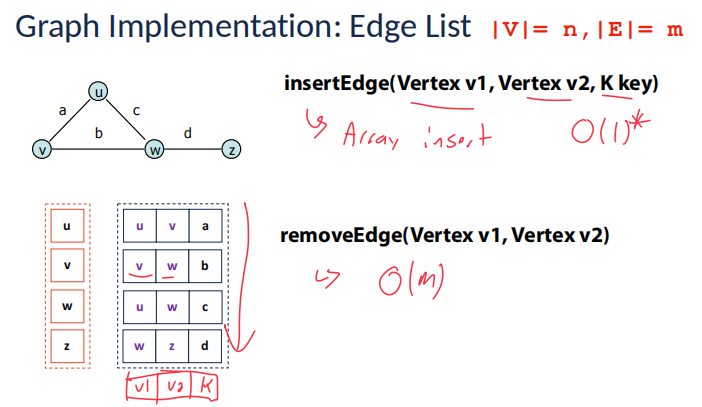 Graph Implementation: Edge List |V|= n, |E|= m
insertEdge(Vertex v1, Vertex v2, K key)
↳ Array insert O(1)*
u
a
c
b
d
v
w
z
u
v
w
z
u v a
v w b
u w c
w z d
v1 v2 K
removeEdge(Vertex v1, Vertex v2)
↳ O(m)